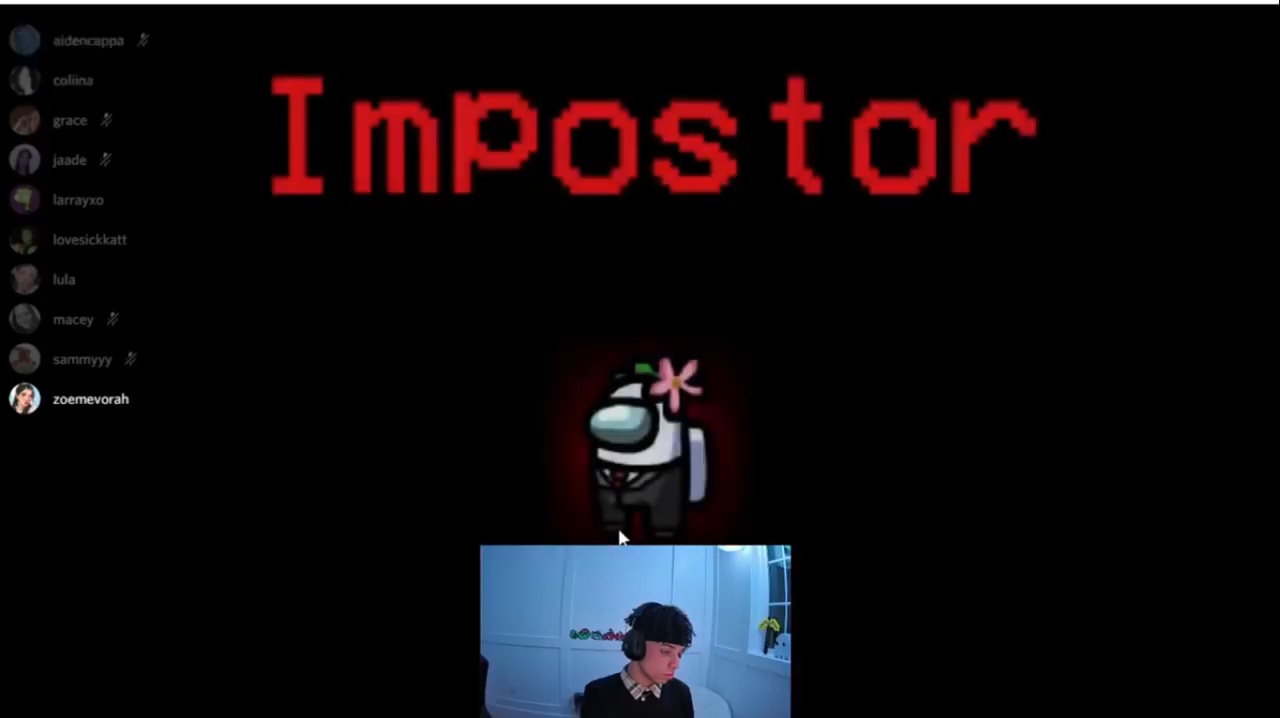 aidencappa
Impostor
coliina
grace
jaade
larrayxo
lovesickkatt
lula
macey
sammyyy
zoemevorah